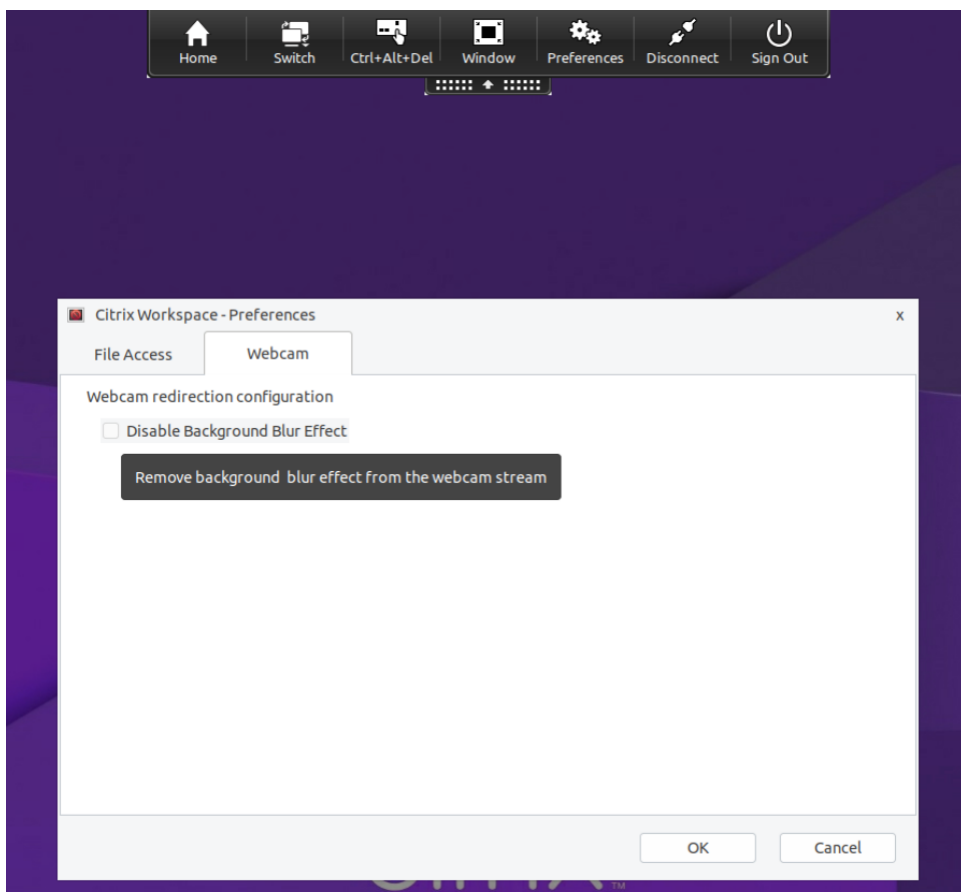 Home Switch Ctrl+Alt+Del Window Preferences Disconnect Sign Out
Citrix Workspace - Preferences x
File Access Webcam
Webcam redirection configuration
Disable Background Blur Effect
Remove background blur effect from the webcam stream
OK Cancel
TM